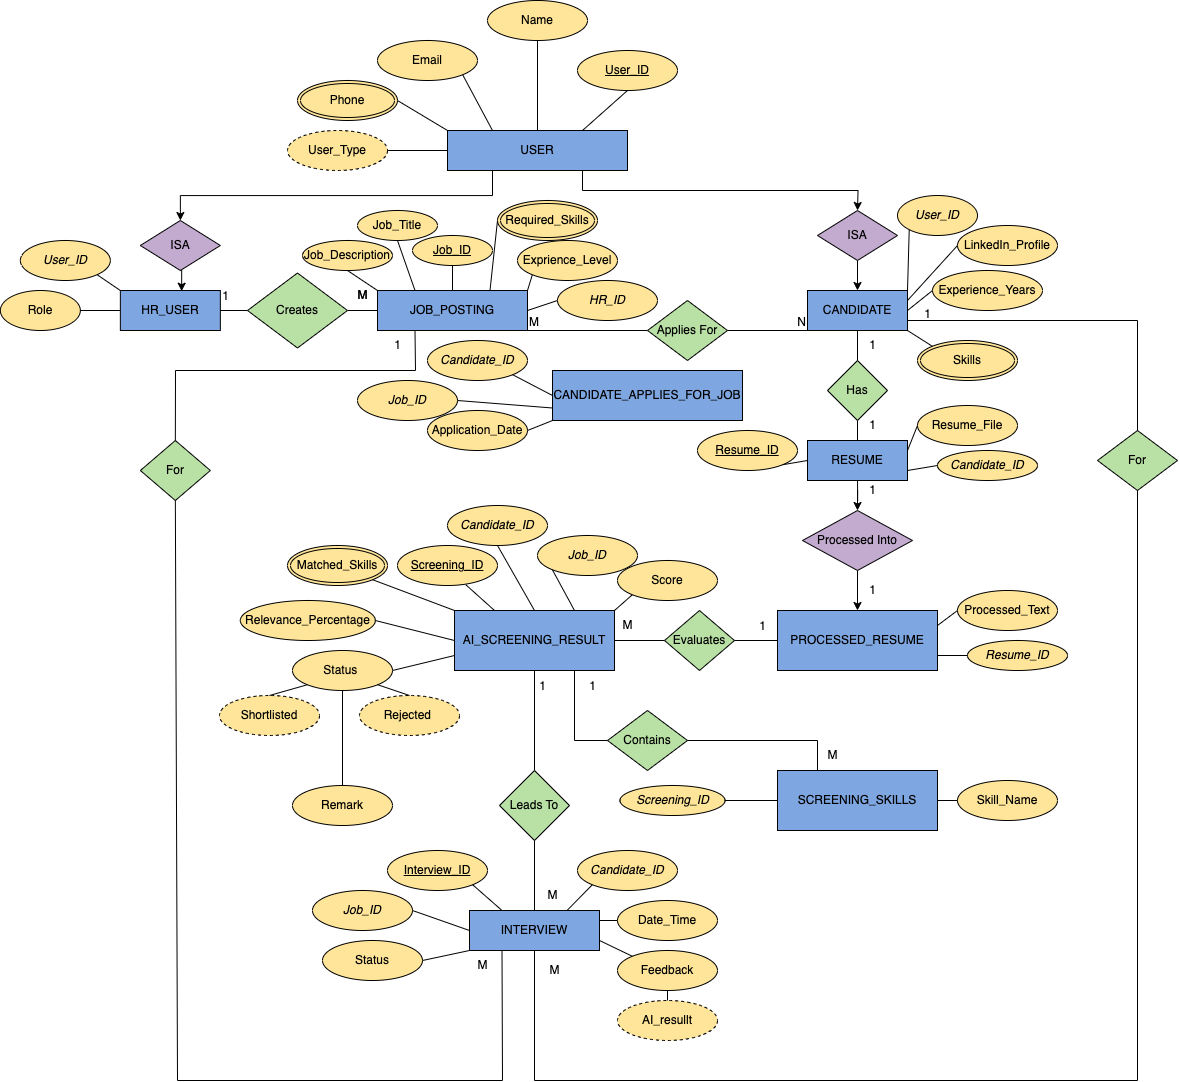 Name
Email
User_ID
Phone
User_Type
USER
Job_Title
Required_Skills
User_ID
ISA
Job_Description
Job_ID
ISA
LinkedIn_Profile
User_ID
Exprience_Level
Experience_Years
Role
HR_USER
1
Creates
M
JOB_POSTING
HR_ID
M
Applies For
N
CANDIDATE
1
1
Candidate_ID
1
Skills
Job_ID
CANDIDATE_APPLIES_FOR_JOB
Has
Application_Date
1
Resume_File
For
Resume_ID
RESUME
Candidate_ID
For
1
Candidate_ID
Processed Into
Matched_Skills
Screening_ID
Job_ID
Score
1
Relevance_Percentage
AI_SCREENING_RESULT
M
Evaluates
1
PROCESSED_RESUME
Processed_Text
Resume_ID
Status
1
1
Shortlisted
Rejected
Contains
M
Remark
Leads To
Screening_ID
SCREENING_SKILLS
Skill_Name
Interview_ID
M
Candidate_ID
Job_ID
INTERVIEW
Date_Time
Status
M
M
Feedback
AI_resullt